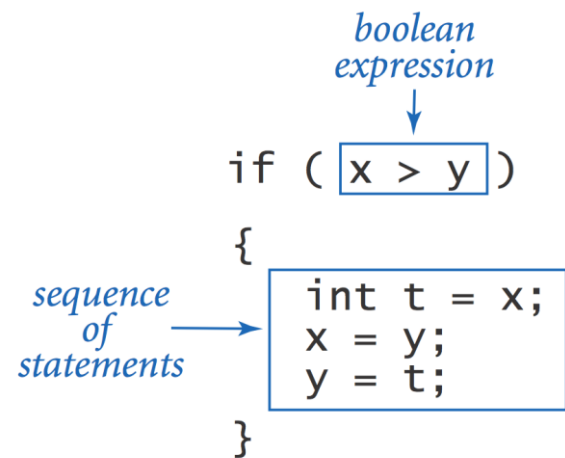 boolean
expression
if ( x > y )
{
sequence
of
statements
int t = x;
x = y;
y = t;
}